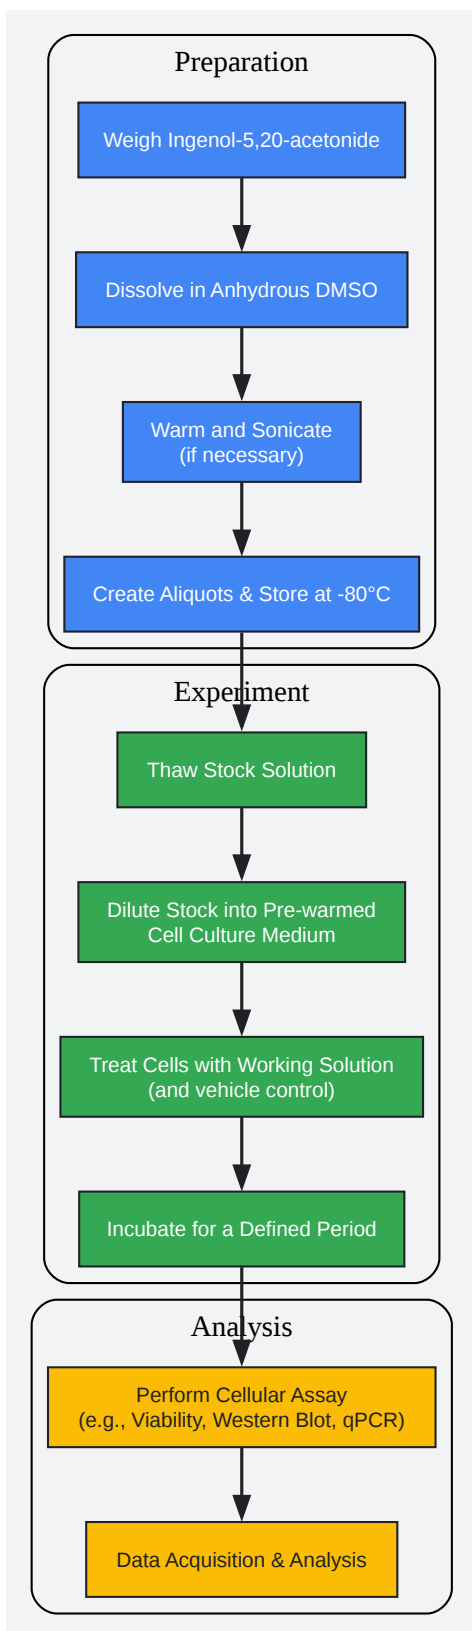 Preparation
Weigh Ingenol-5,20-acetonide
Dissolve in Anhydrous DMSO
Warm and Sonicate
(if necessary)
Create Aliquots & Store at -80°C
Experiment
Thaw Stock Solution
Dilute Stock into Pre-warmed
Cell Culture Medium
Treat Cells with Working Solution
(and vehicle control)
Incubate for a Defined Period
Analysis
Perform Cellular Assay
(e.g., Viability, Western Blot, qPCR)
Data Acquisition & Analysis